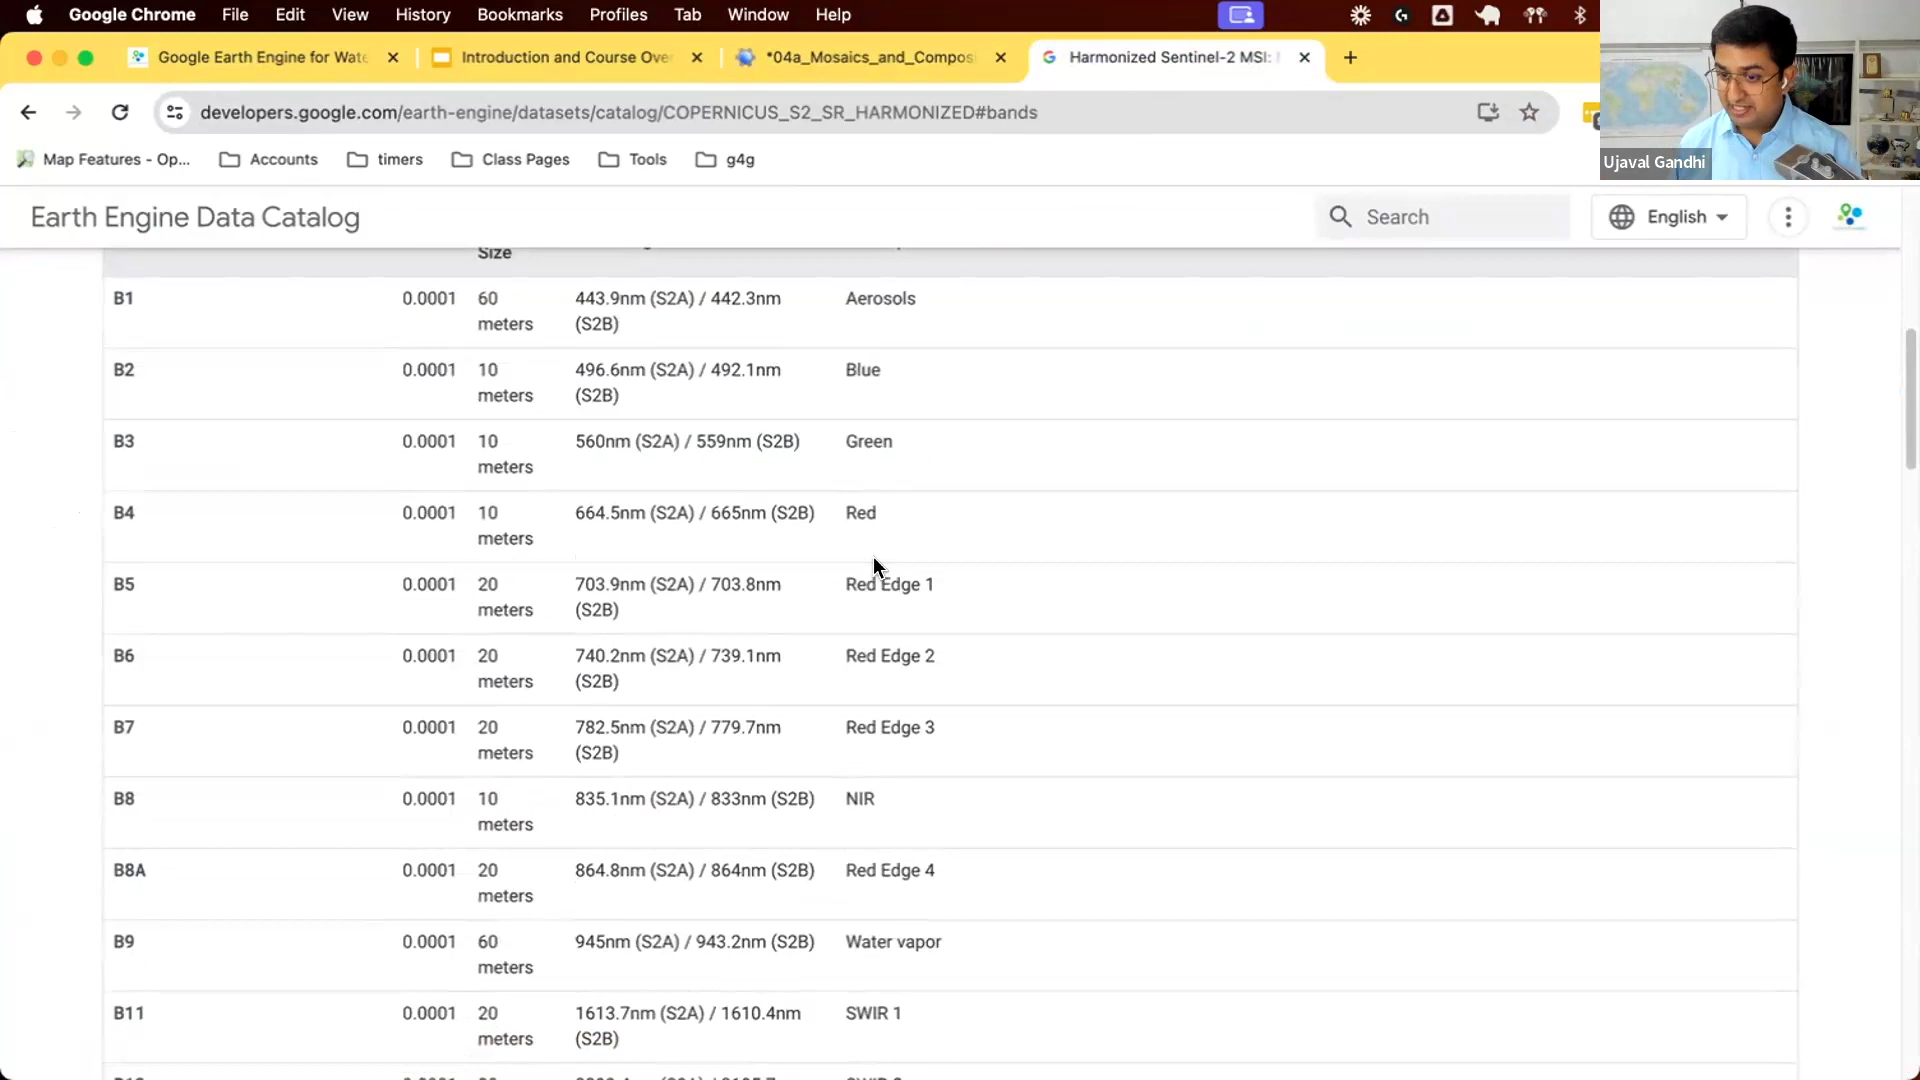 Google Chrome File Edit View History Bookmarks Profiles Tab Window Help
Google Earth Engine for Wate
Introduction and Course Ove
*04a_Mosaics_and_Compos
Harmonized Sentinel-2 MSI:
developers.google.com/earth-engine/datasets/catalog/COPERNICUS_S2_SR_HARMONIZED#bands
Map Features - Op... Accounts timers Class Pages Tools g4g
Ujaval Gandhi
Earth Engine Data Catalog
Search
English
Size
B1 0.0001 60 443.9nm (S2A) / 442.3nm Aerosols
meters (S2B)
B2 0.0001 10 496.6nm (S2A) / 492.1nm Blue
meters (S2B)
B3 0.0001 10 560nm (S2A) / 559nm (S2B) Green
meters
B4 0.0001 10 664.5nm (S2A) / 665nm (S2B) Red
meters
B5 0.0001 20 703.9nm (S2A) / 703.8nm Red Edge 1
meters (S2B)
B6 0.0001 20 740.2nm (S2A) / 739.1nm Red Edge 2
meters (S2B)
B7 0.0001 20 782.5nm (S2A) / 779.7nm Red Edge 3
meters (S2B)
B8 0.0001 10 835.1nm (S2A) / 833nm (S2B) NIR
meters
B8A 0.0001 20 864.8nm (S2A) / 864nm (S2B) Red Edge 4
meters
B9 0.0001 60 945nm (S2A) / 943.2nm (S2B) Water vapor
meters
B11 0.0001 20 1613.7nm (S2A) / 1610.4nm SWIR 1
meters (S2B)